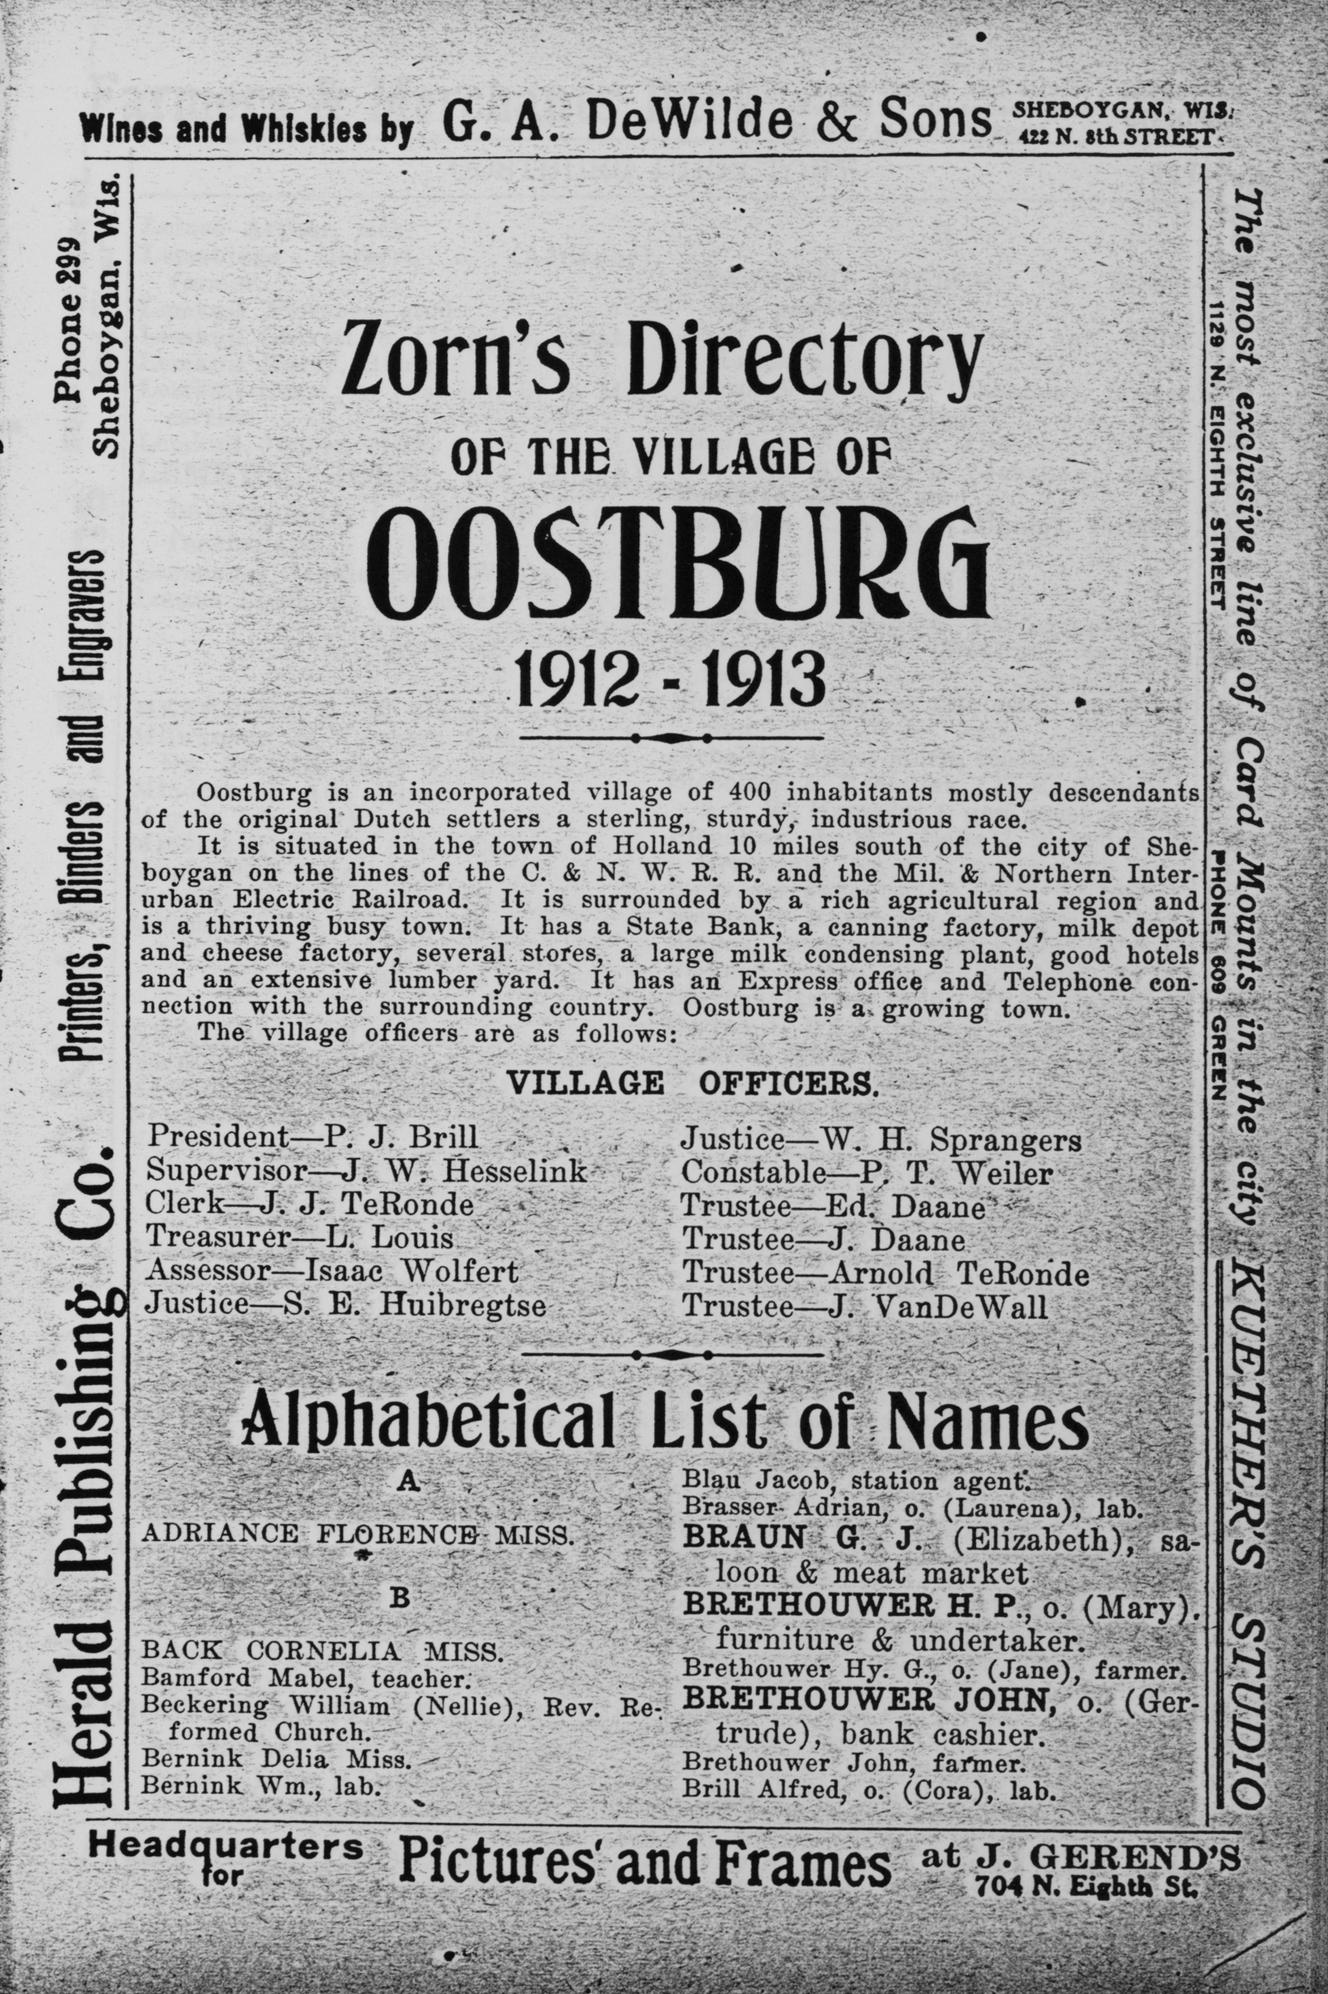 Wines and Whiskies by G. A. DeWilde & Sons SHEBOYGAN, WIS.
422 N. 8th STREET
Herald Publishing Co. Printers, Binders and Engravers
Phone 299
Sheboygan, Wis.
Zorn's Directory
OF THE VILLAGE OF
OOSTBURG
1912 - 1913
Oostburg is an incorporated village of 400 inhabitants mostly descendants
of the original Dutch settlers a sterling, sturdy, industrious race.
It is situated in the town of Holland 10 miles south of the city of She-
boygan on the lines of the C. & N. W. R. R. and the Mil. & Northern Inter-
urban Electric Railroad. It is surrounded by a rich agricultural region and
is a thriving busy town. It has a State Bank, a canning factory, milk depot
and cheese factory, several stores, a large milk condensing plant, good hotels
and an extensive lumber yard. It has an Express office and Telephone con-
nection with the surrounding country. Oostburg is a growing town.
The village officers are as follows:
VILLAGE OFFICERS.
President—P. J. Brill
Supervisor—J. W. Hesselink
Clerk—J. J. TeRonde
Treasurer—L. Louis
Assessor—Isaac Wolfert
Justice—S. E. Huibregtse
Justice—W. H. Sprangers
Constable—P. T. Weiler
Trustee—Ed. Daane
Trustee—J. Daane
Trustee—Arnold TeRonde
Trustee—J. VanDeWall
Alphabetical List of Names
A
ADRIANCE FLORENCE MISS.
B
BACK CORNELIA MISS.
Bamford Mabel, teacher.
Beckering William (Nellie), Rev. Re-
formed Church.
Bernink Delia Miss.
Bernink Wm., lab.
Blau Jacob, station agent.
Brasser Adrian, o. (Laurena), lab.
BRAUN G. J. (Elizabeth), sa-
loon & meat market
BRETHOUWER H. P., o. (Mary),
furniture & undertaker.
Brethouwer Hy. G., o. (Jane), farmer.
BRETHOUWER JOHN, o. (Ger-
trude), bank cashier.
Brethouwer John, farmer.
Brill Alfred, o. (Cora), lab.
The most exclusive line of Card Mounts in the city KUETHER'S STUDIO
1129 N. EIGHTH STREET PHONE 609 GREEN
Headquarters
for
Pictures and Frames at J. GEREND'S
704 N. Eighth St.